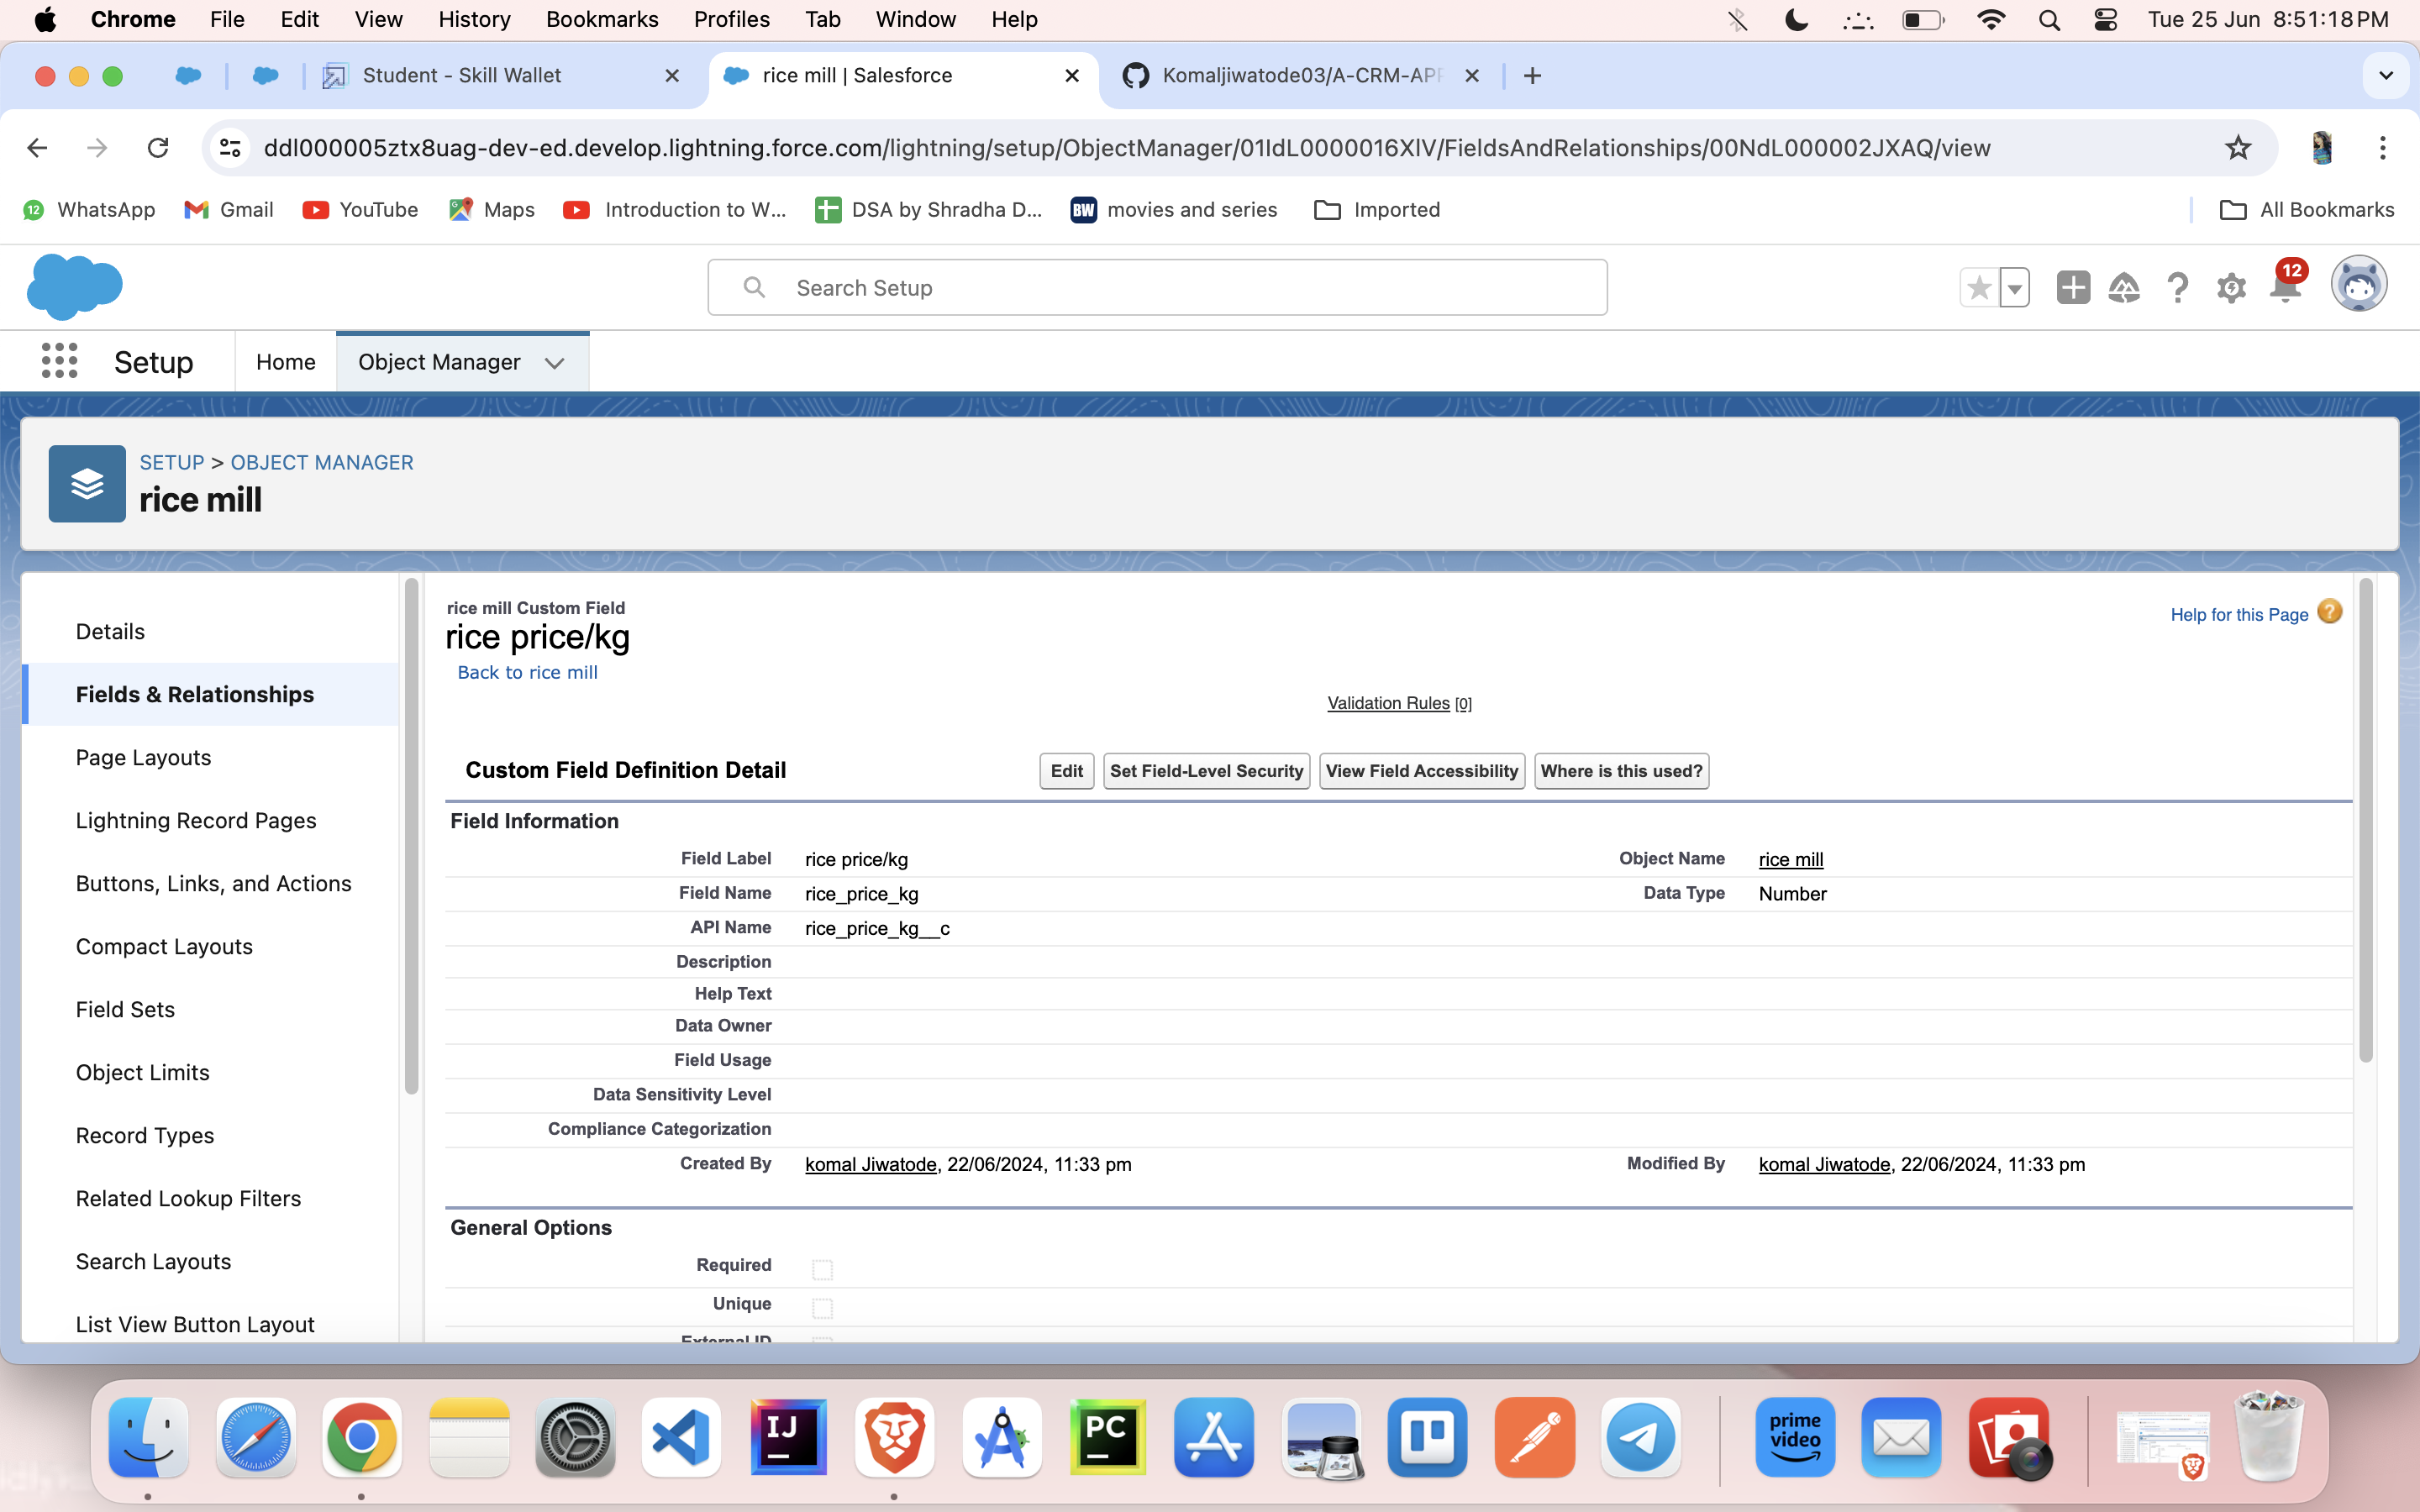 Chrome File Edit View History Bookmarks Profiles Tab Window Help Tue 25 Jun 8:51:18 PM
Student - Skill Wallet rice mill | Salesforce Komaljiwatode03/A-CRM-APP
ddl000005ztx8uag-dev-ed.develop.lightning.force.com/lightning/setup/ObjectManager/01IdL0000016XlV/FieldsAndRelationships/00NdL000002JXAQ/view
12 WhatsApp Gmail YouTube Maps Introduction to W... DSA by Shradha D... BW movies and series Imported All Bookmarks
Search Setup 12
Setup Home Object Manager
SETUP > OBJECT MANAGER
rice mill
Details
Fields & Relationships
Page Layouts
Lightning Record Pages
Buttons, Links, and Actions
Compact Layouts
Field Sets
Object Limits
Record Types
Related Lookup Filters
Search Layouts
List View Button Layout
rice mill Custom Field
rice price/kg
Back to rice mill
Help for this Page ?
Validation Rules [0]
Custom Field Definition Detail Edit Set Field-Level Security View Field Accessibility Where is this used?
Field Information
Field Label rice price/kg Object Name rice mill
Field Name rice_price_kg Data Type Number
API Name rice_price_kg__c
Description
Help Text
Data Owner
Field Usage
Data Sensitivity Level
Compliance Categorization
Created By komal Jiwatode, 22/06/2024, 11:33 pm Modified By komal Jiwatode, 22/06/2024, 11:33 pm
General Options
Required
Unique
External ID
IJ PC prime video